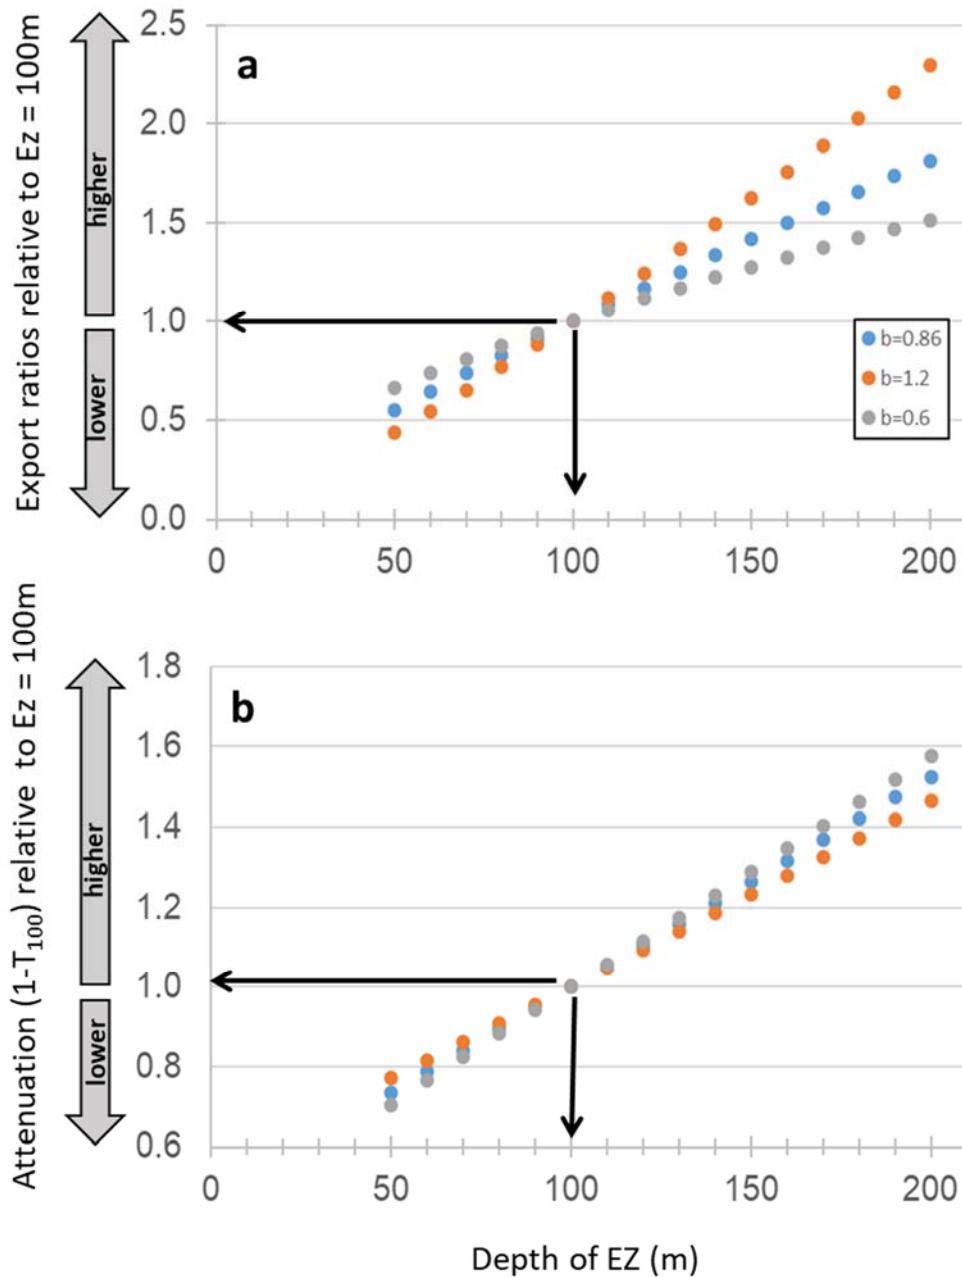 Export ratios relative to Ez = 100m
higher
lower
a
2.5
2.0
1.5
1.0
0.5
0.0
0
50
100
150
200
b=0.86
b=1.2
b=0.6
Attenuation (1-T100) relative to Ez = 100m
higher
lower
b
1.8
1.6
1.4
1.2
1.0
0.8
0.6
0
50
100
150
200
Depth of EZ (m)